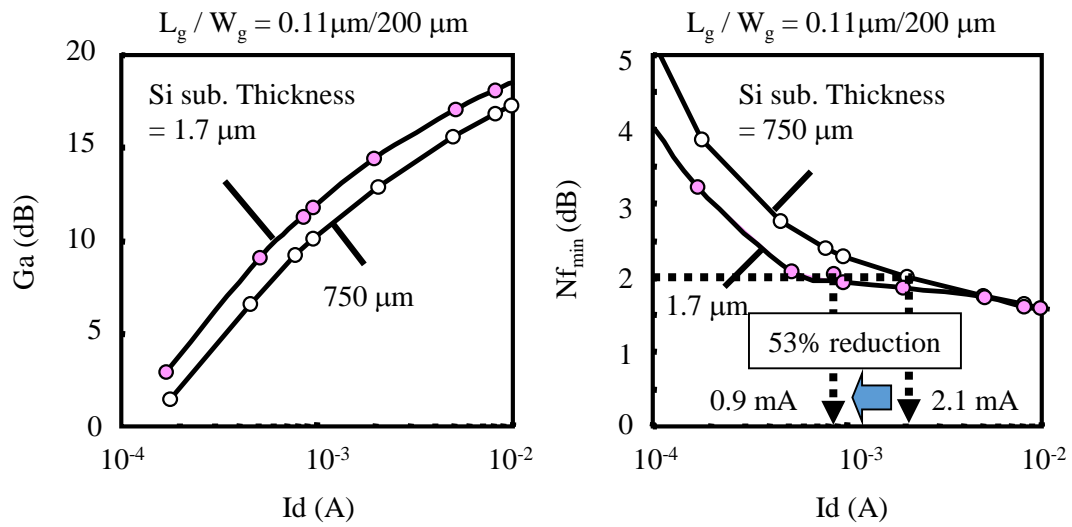 L_g / W_g = 0.11μm/200 μm
20
15
10
5
0
Ga (dB)
Si sub. Thickness
= 1.7 μm
750 μm
10^-4
10^-3
10^-2
Id (A)
L_g / W_g = 0.11μm/200 μm
5
4
3
2
1
0
Nf_min (dB)
Si sub. Thickness
= 750 μm
1.7 μm
53% reduction
0.9 mA
2.1 mA
10^-4
10^-3
10^-2
Id (A)